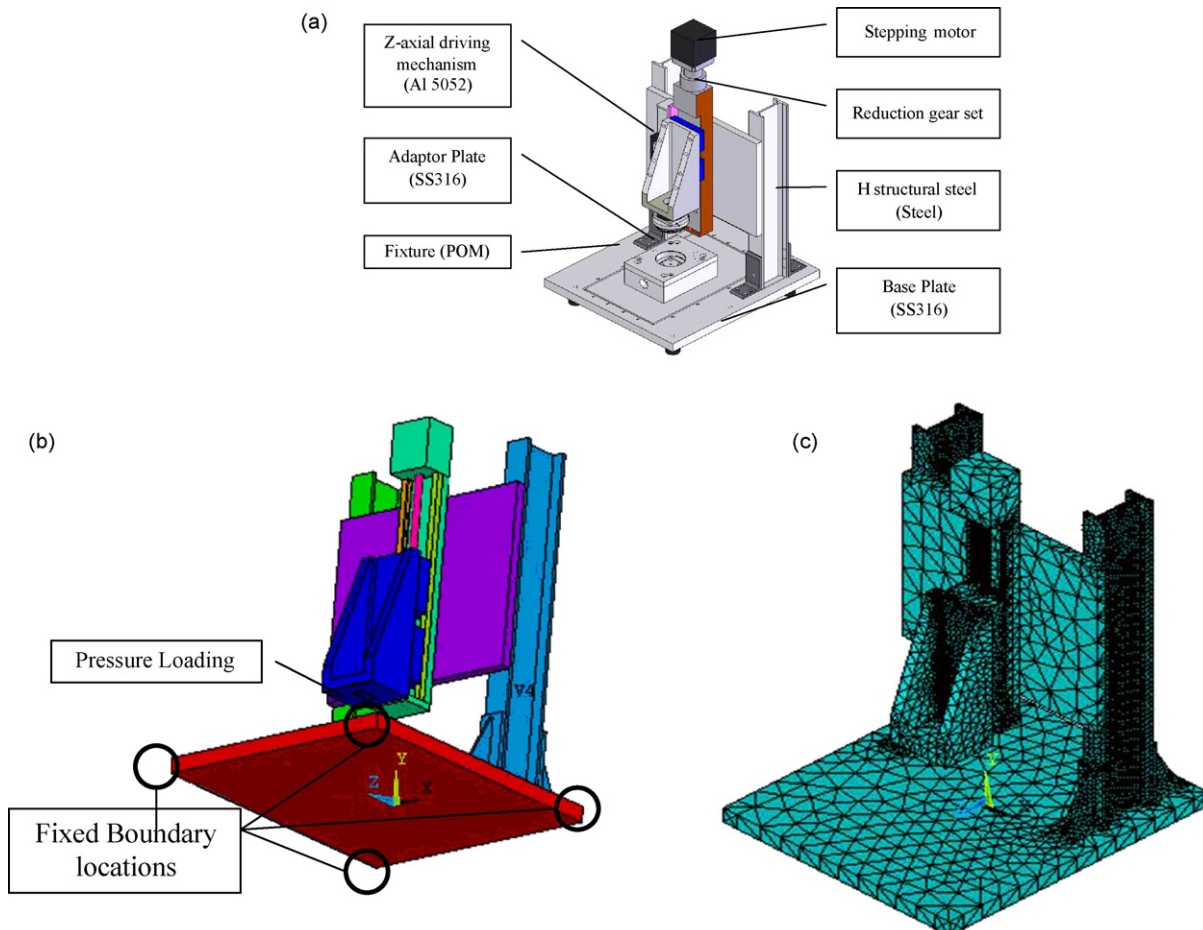 (a)
Z-axial driving
mechanism
(Al 5052)
Adaptor Plate
(SS316)
Fixture (POM)
Stepping motor
Reduction gear set
H structural steel
(Steel)
Base Plate
(SS316)
(b)
Pressure Loading
V4
Y
Z
X
Fixed Boundary
locations
(c)
Y